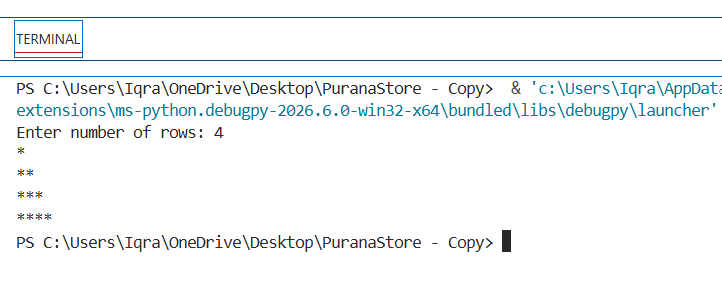 TERMINAL
PS C:\Users\Iqra\OneDrive\Desktop\PuranaStore - Copy>  & 'c:\Users\Iqra\AppData
extensions\ms-python.debugpy-2026.6.0-win32-x64\bundled\libs\debugpy\launcher'
Enter number of rows: 4
*
**
***
****
PS C:\Users\Iqra\OneDrive\Desktop\PuranaStore - Copy>